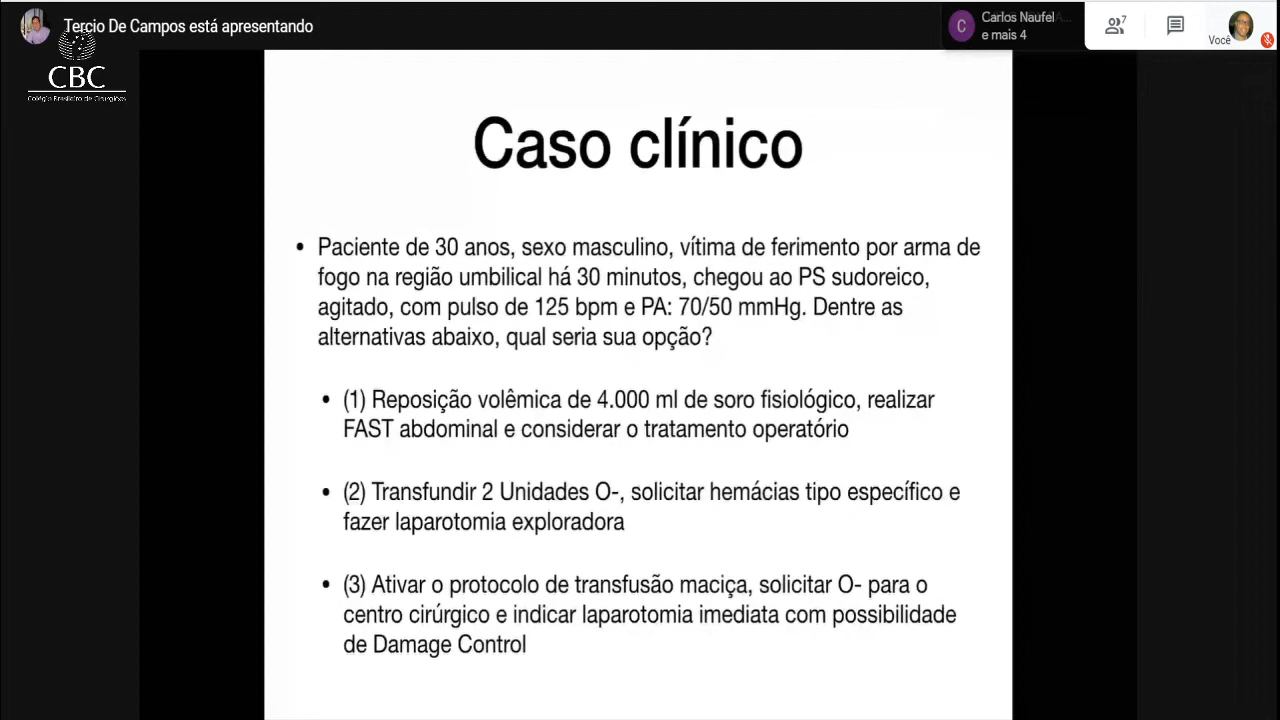 Tercio De Campos está apresentando
Carlos Naufel
e mais 4
7
Você
C
CBC
Colégio Brasileiro de Cirurgiões
Caso clínico
• Paciente de 30 anos, sexo masculino, vítima de ferimento por arma de
fogo na região umbilical há 30 minutos, chegou ao PS sudoreico,
agitado, com pulso de 125 bpm e PA: 70/50 mmHg. Dentre as
alternativas abaixo, qual seria sua opção?
• (1) Reposição volêmica de 4.000 ml de soro fisiológico, realizar
FAST abdominal e considerar o tratamento operatório
• (2) Transfundir 2 Unidades O-, solicitar hemácias tipo específico e
fazer laparotomia exploradora
• (3) Ativar o protocolo de transfusão maciça, solicitar O- para o
centro cirúrgico e indicar laparotomia imediata com possibilidade
de Damage Control